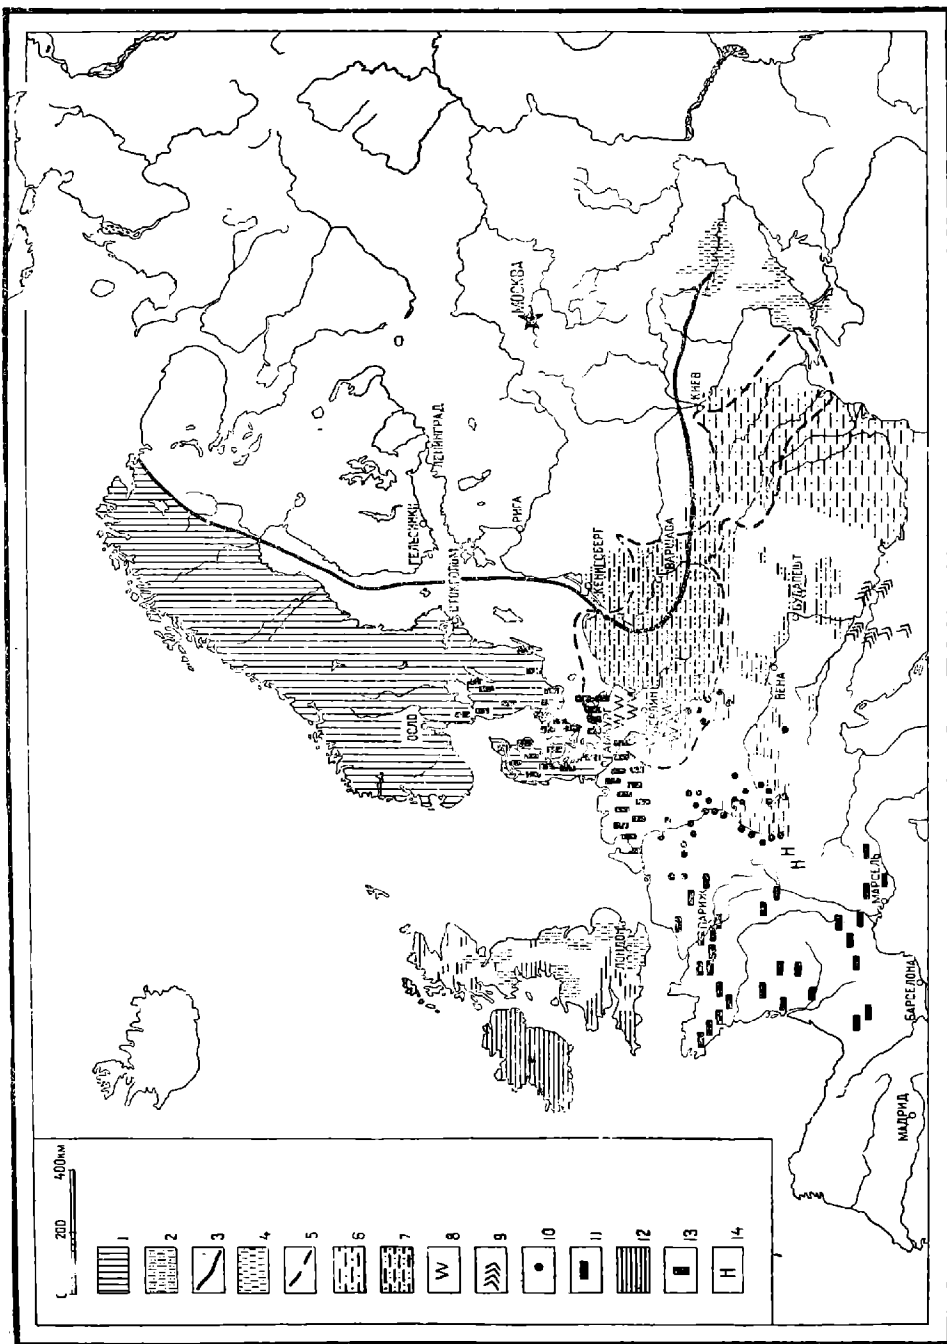 0 200 400км
1
2
3
4
5
6
7
W 8
9
10
11
12
13
H 14
ОСЛО
СТОКГОЛЬМ
ГЕЛЬСИНКИ
ЛЕНИНГРАД
РИГА
МОСКВА
КЕНИГСБЕРГ
ВАРШАВА
КИЕВ
БЕРЛИН
W
W
W
ЛОНДОН
ПАРИЖ
ВЕНА
БУДАПЕШТ
H
H
МАРСЕЛЬ
БАРСЕЛОНА
МАДРИД